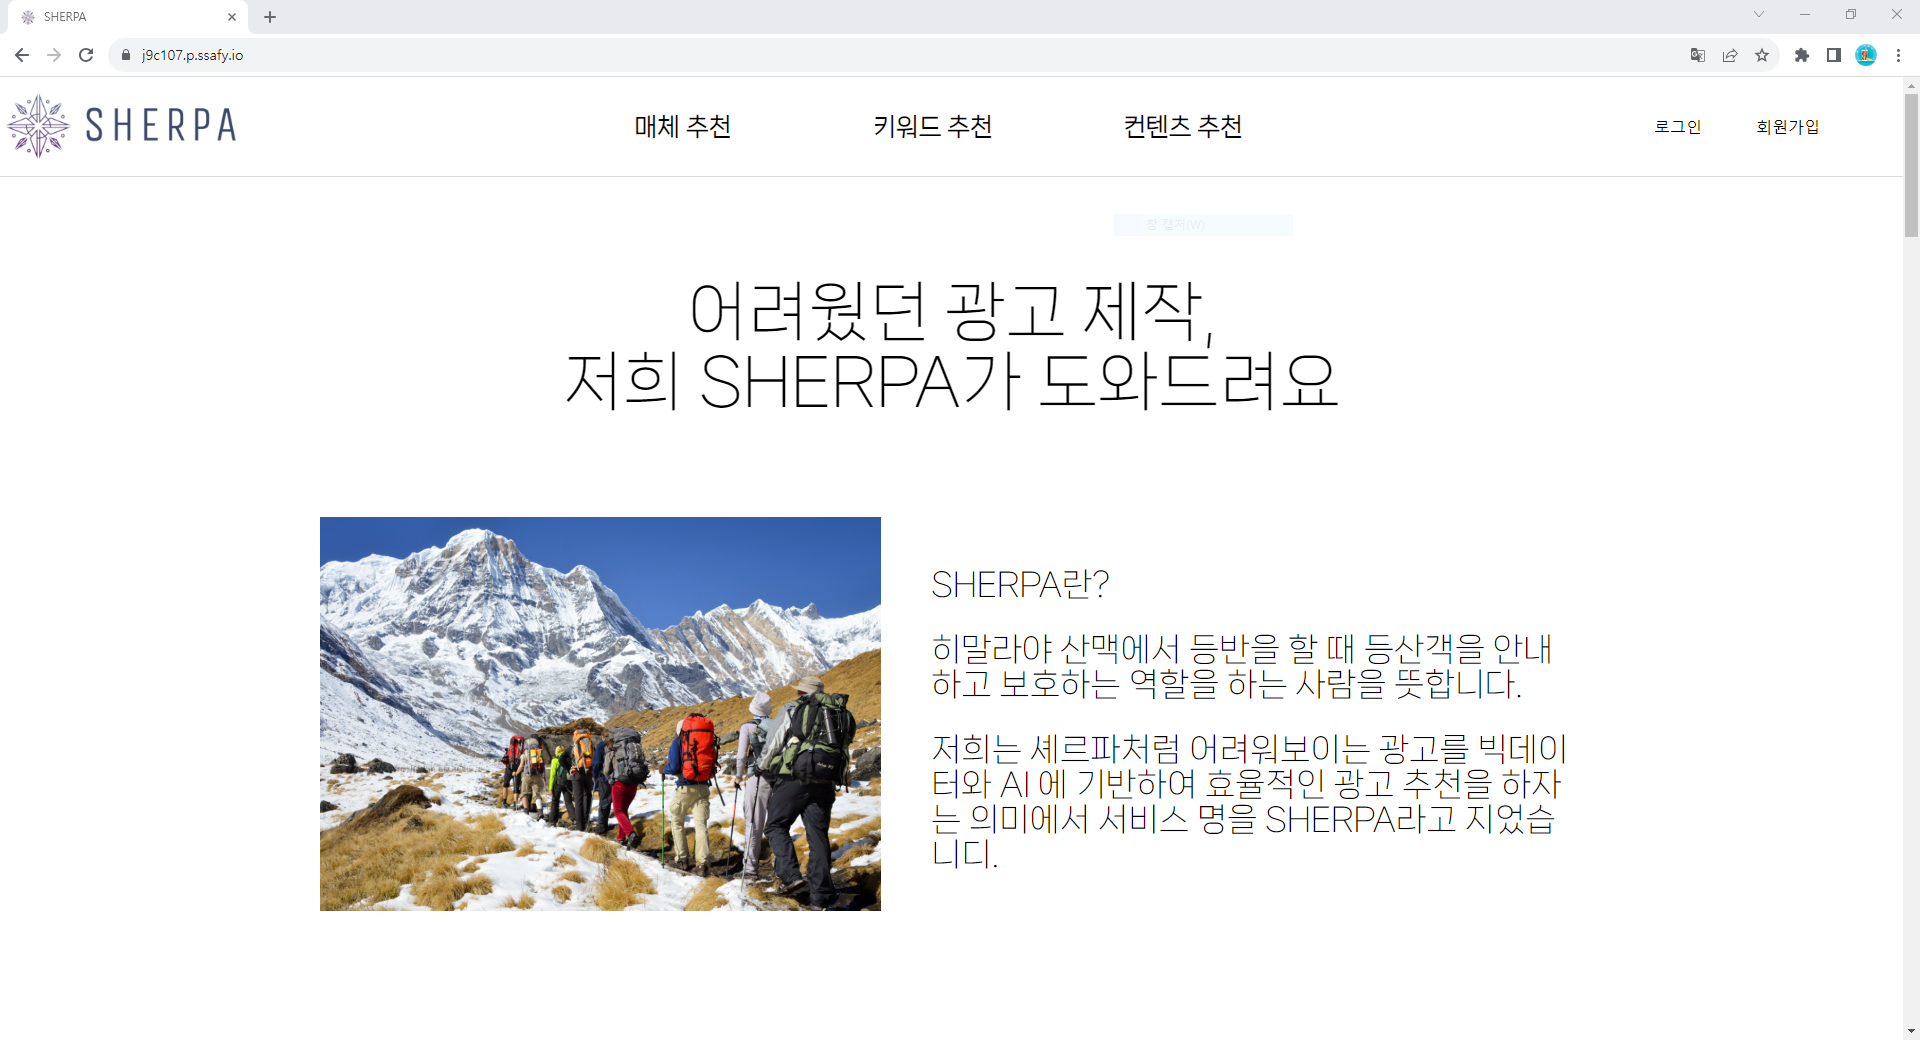 SHERPA
j9c107.p.ssafy.io
SHERPA
매체 추천
키워드 추천
컨텐츠 추천
로그인
회원가입
창 캡처(W)
어려웠던 광고 제작,
저희 SHERPA가 도와드려요
SHERPA란?
히말라야 산맥에서 등반을 할 때 등산객을 안내
하고 보호하는 역할을 하는 사람을 뜻합니다.
저희는 셰르파처럼 어려워보이는 광고를 빅데이
터와 AI 에 기반하여 효율적인 광고 추천을 하자
는 의미에서 서비스 명을 SHERPA라고 지었습
니디.